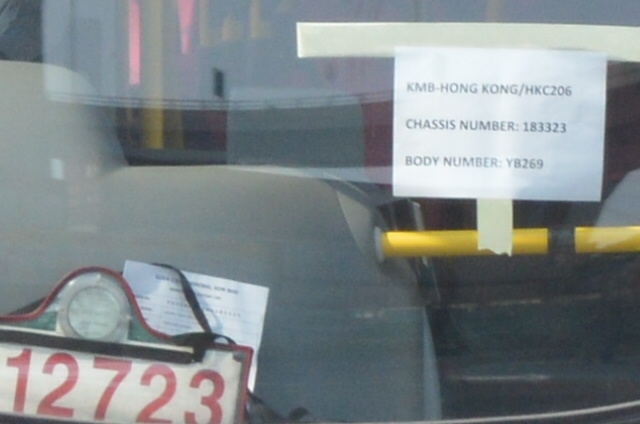 KMB-HONG KONG/HKC206
CHASSIS NUMBER: 183323
BODY NUMBER: YB269
12723